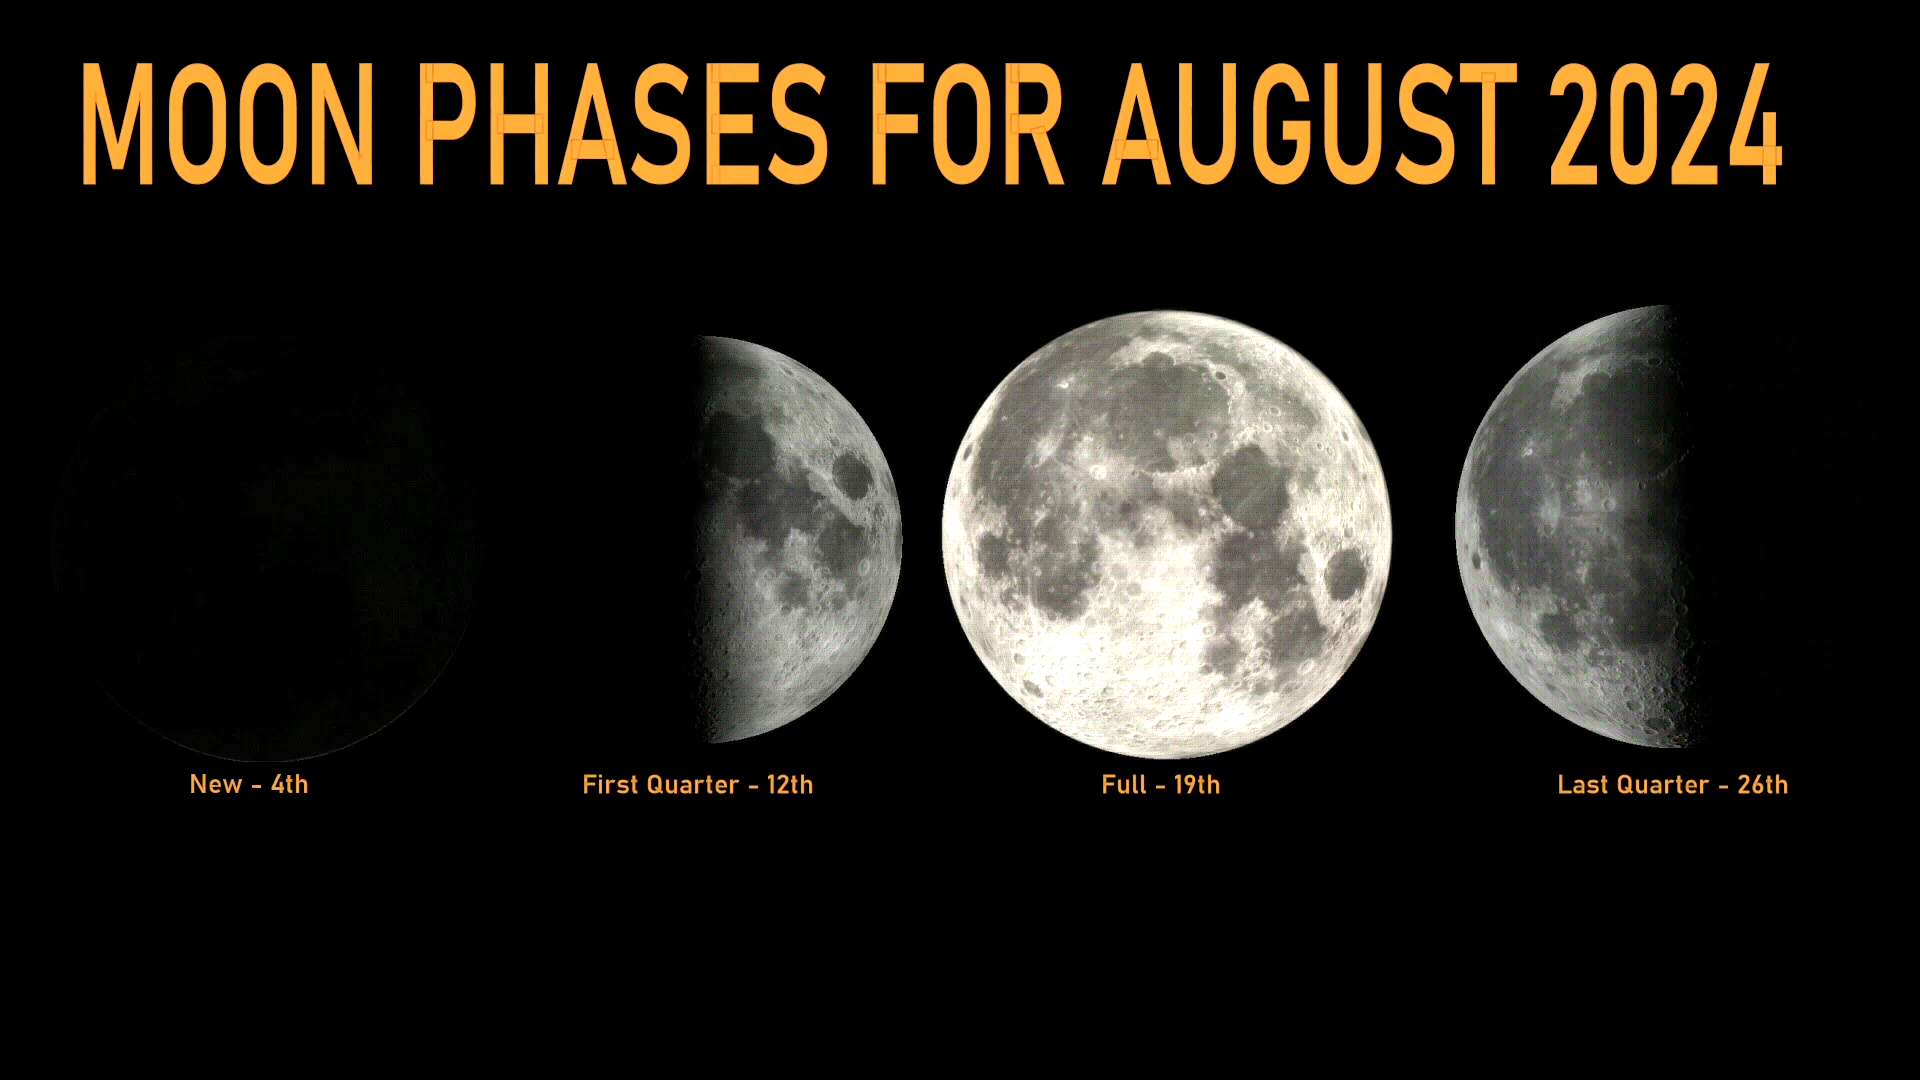 MOON PHASES FOR AUGUST 2024
New - 4th
First Quarter - 12th
Full - 19th
Last Quarter - 26th